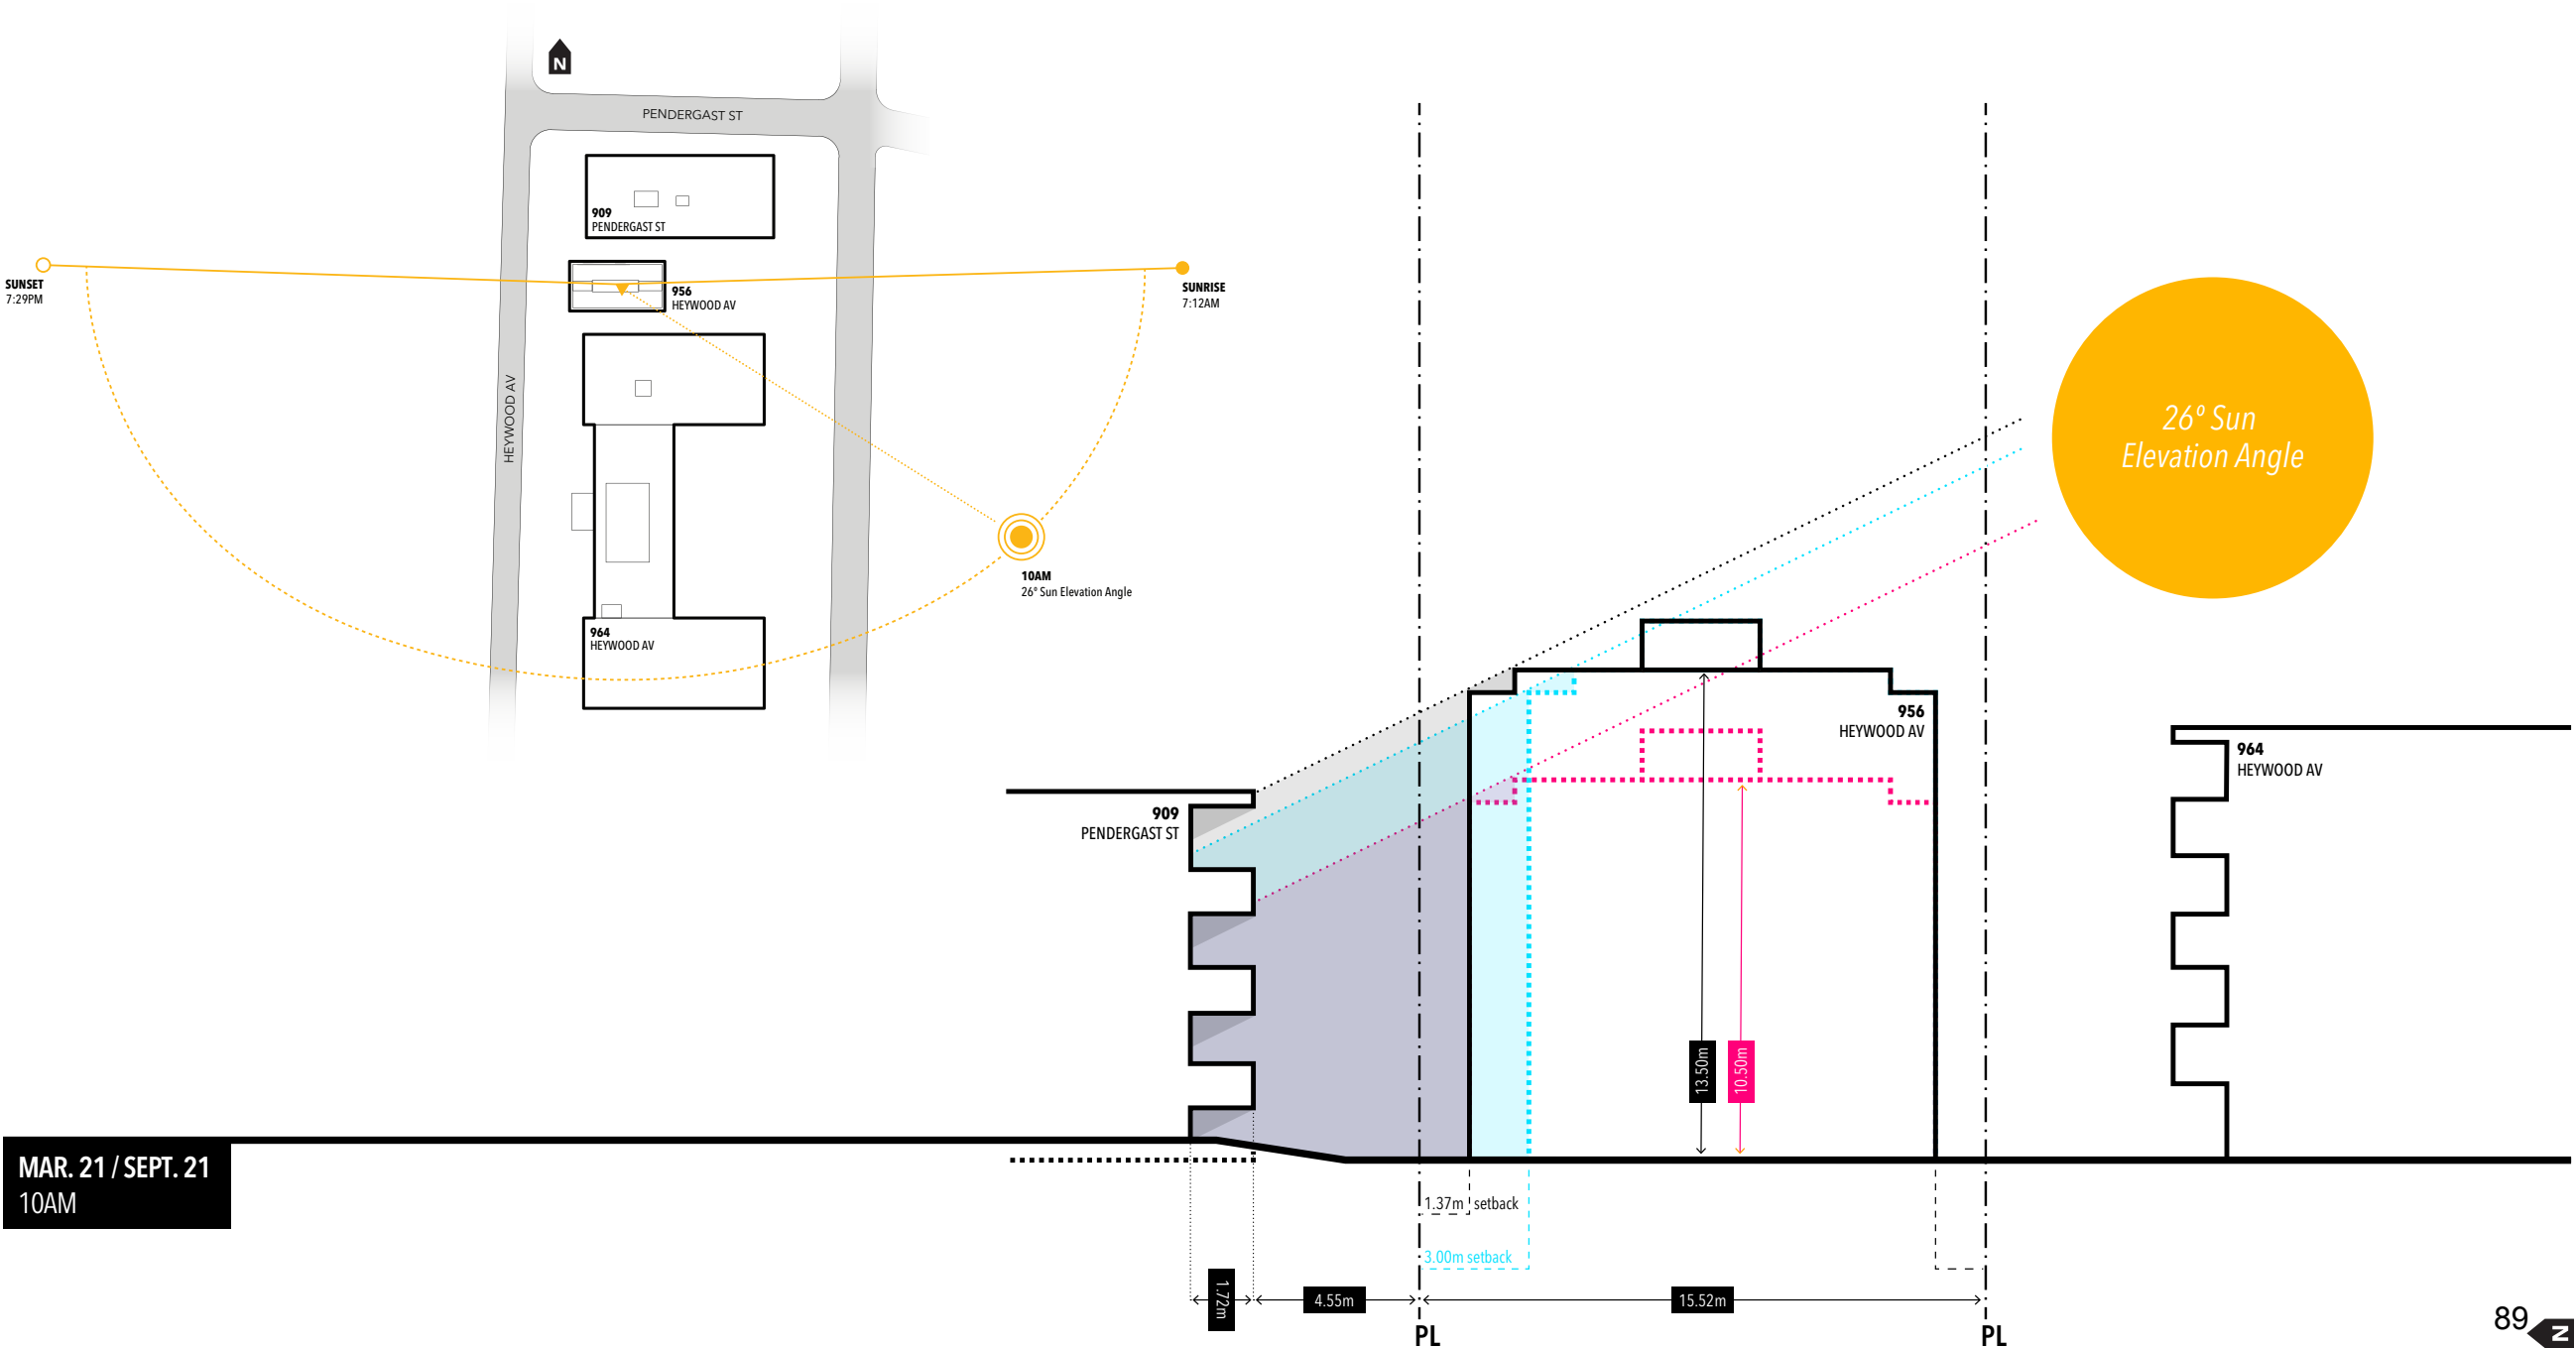 N
PENDERGAST ST
909
PENDERGAST ST
SUNSET
7:29PM
956
HEYWOOD AV
SUNRISE
7:12AM
HEYWOOD AV
10AM
26º Sun Elevation Angle
964
HEYWOOD AV
26º Sun
Elevation Angle
956
HEYWOOD AV
964
HEYWOOD AV
909
PENDERGAST ST
13.50m
10.50m
MAR. 21 / SEPT. 21
10AM
1.37m setback
3.00m setback
1.72m
4.55m
15.52m
PL
PL
89
N